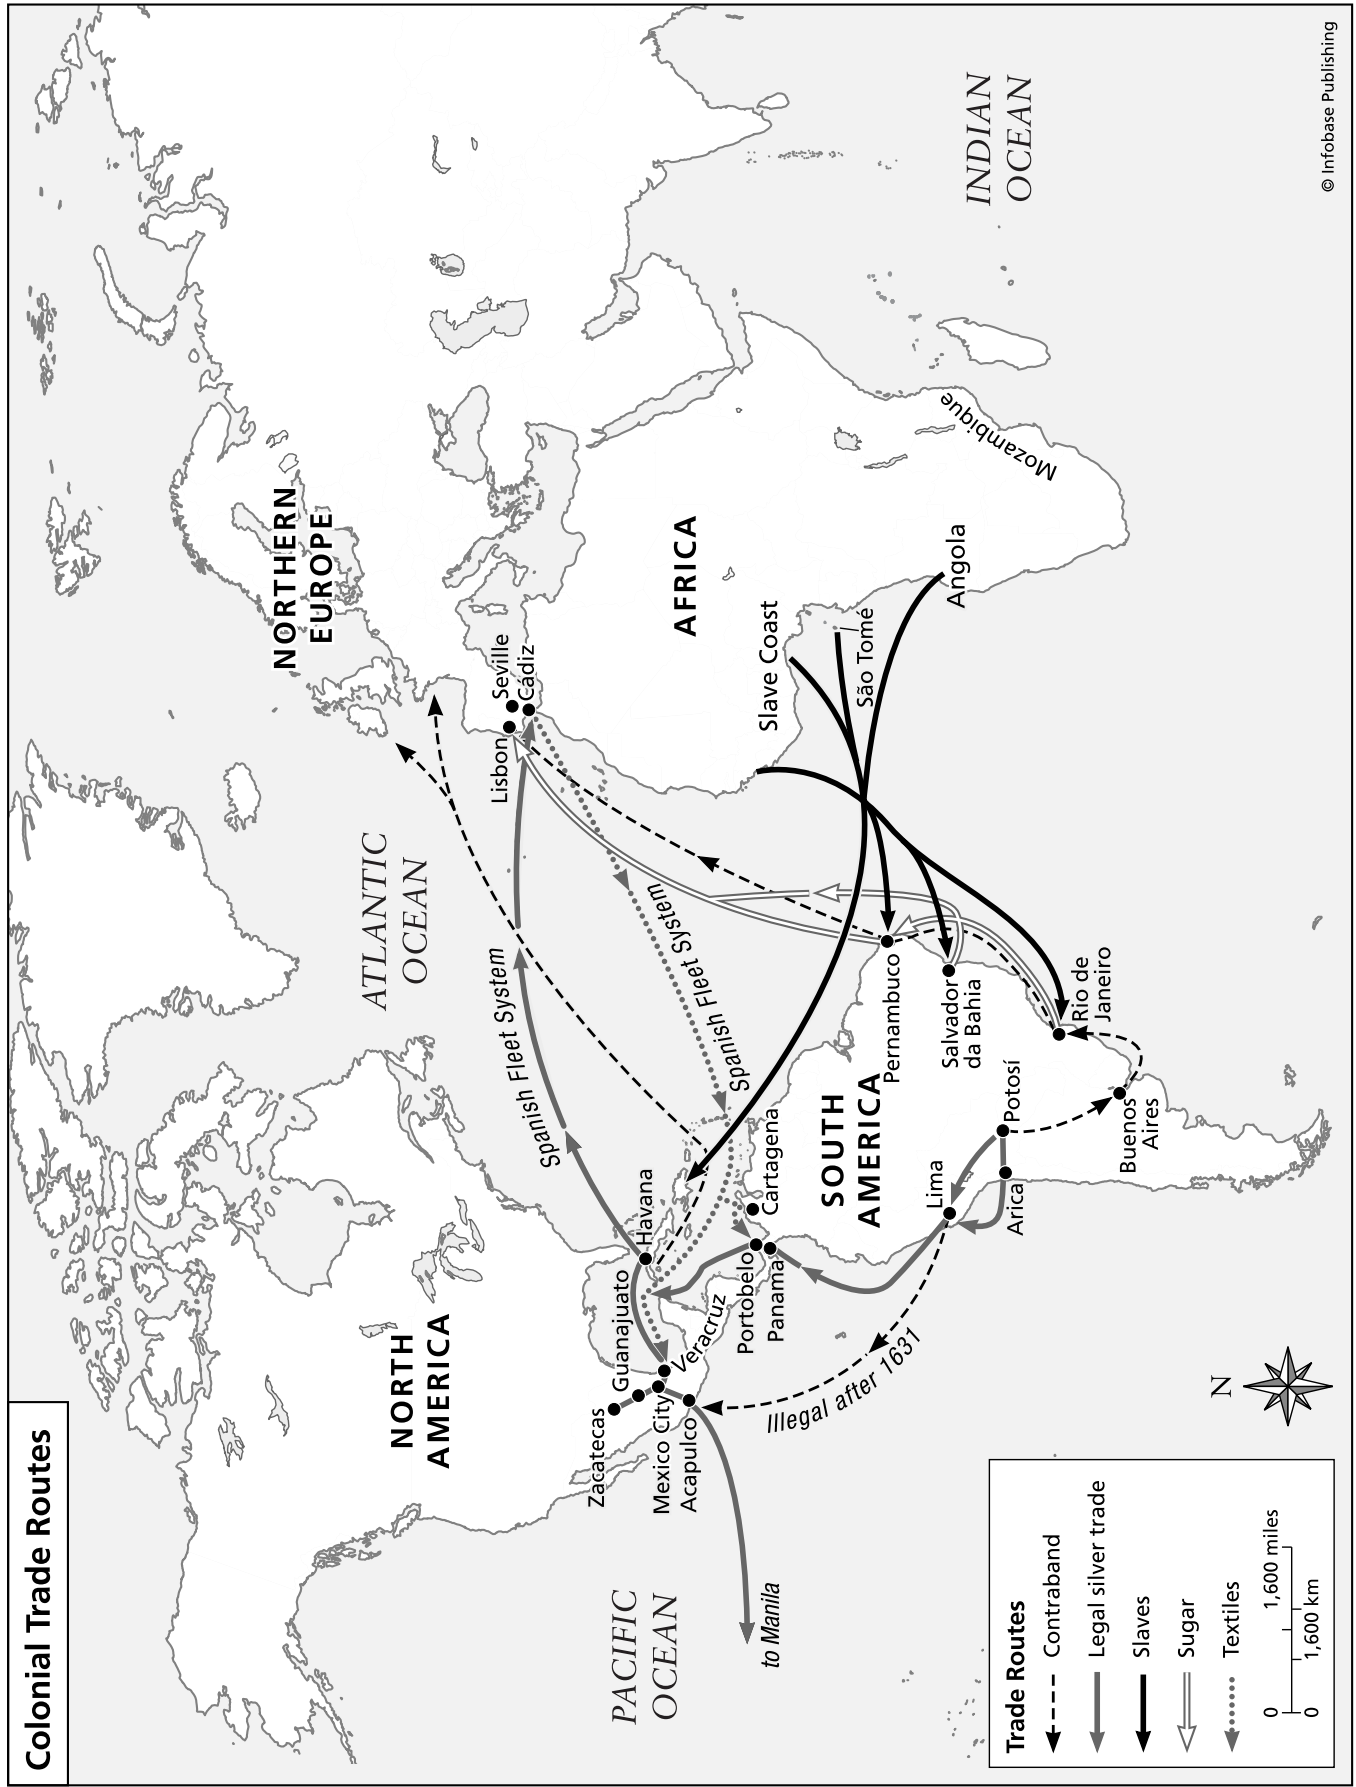 Colonial Trade Routes
NORTH
AMERICA
NORTHERN
EUROPE
ATLANTIC
OCEAN
PACIFIC
OCEAN
INDIAN
OCEAN
AFRICA
SOUTH
AMERICA
Zacatecas
Guanajuato
Mexico City
Acapulco
Veracruz
Havana
Portobelo
Panama
Cartagena
Lima
Arica
Potosí
Buenos
Aires
Rio de
Janeiro
Salvador
da Bahia
Pernambuco
Lisbon
Seville
Cádiz
Slave Coast
São Tomé
Angola
Mozambique
Spanish Fleet System
Spanish Fleet System
Illegal after 1631
to Manila
N
Trade Routes
Contraband
Legal silver trade
Slaves
Sugar
Textiles
0 1,600 miles
0 1,600 km
© Infobase Publishing